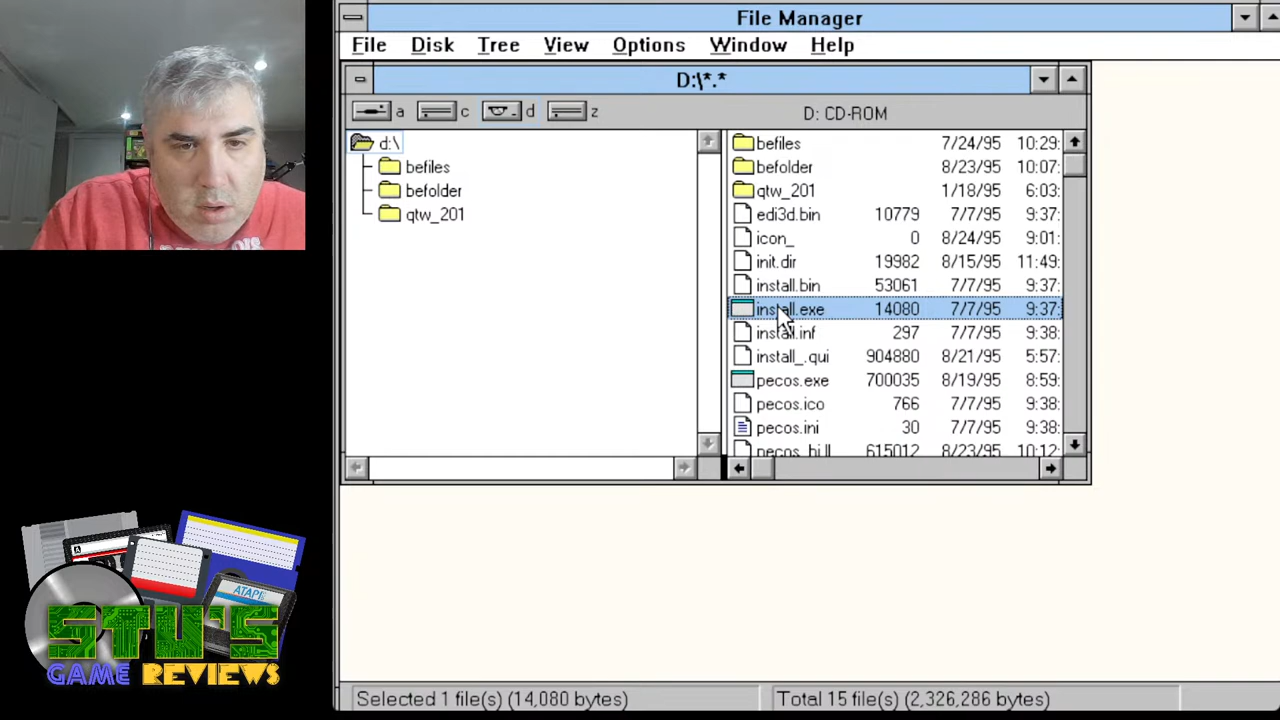 File Manager
File Disk Tree View Options Window Help
D:\*.*
a c d z D: CD-ROM
d:\
befiles
befolder
qtw_201
befiles 7/24/95 10:29:
befolder 8/23/95 10:07:
qtw_201 1/18/95 6:03:
edi3d.bin 10779 7/7/95 9:37:
icon_ 0 8/24/95 9:01:
init.dir 19982 8/15/95 11:49:
install.bin 53061 7/7/95 9:37:
install.exe 14080 7/7/95 9:37:
install.inf 297 7/7/95 9:38:
install_.qui 904880 8/21/95 5:57:
pecos.exe 700035 8/19/95 8:59:
pecos.ico 766 7/7/95 9:38:
pecos.ini 30 7/7/95 9:38:
pecos_bi.ll 615012 8/23/95 10:12:
Selected 1 file(s) (14,080 bytes)
Total 15 file(s) (2,326,286 bytes)
A
ATARI
STU'S
GAME REVIEWS